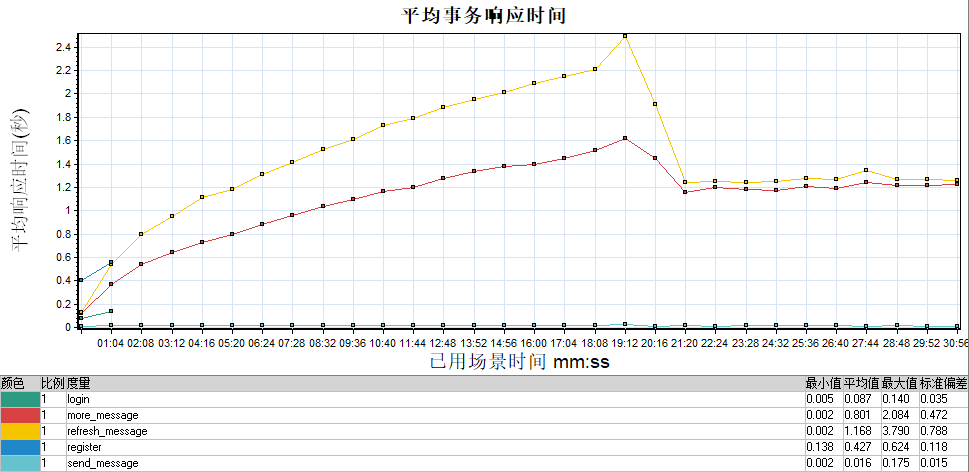 平均事务响应时间
平均响应时间(秒)
2.4
2.2
2
1.8
1.6
1.4
1.2
1
0.8
0.6
0.4
0.2
0
01:04 02:08 03:12 04:16 05:20 06:24 07:28 08:32 09:36 10:40 11:44 12:48 13:52 14:56 16:00 17:04 18:08 19:12 20:16 21:20 22:24 23:28 24:32 25:36 26:40 27:44 28:48 29:52 30:56
已用场景时间 mm:ss
颜色 比例 度量 最小值 平均值 最大值 标准偏差
1 login 0.005 0.087 0.140 0.035
1 more_message 0.002 0.801 2.084 0.472
1 refresh_message 0.002 1.168 3.790 0.788
1 register 0.138 0.427 0.624 0.118
1 send_message 0.002 0.016 0.175 0.015